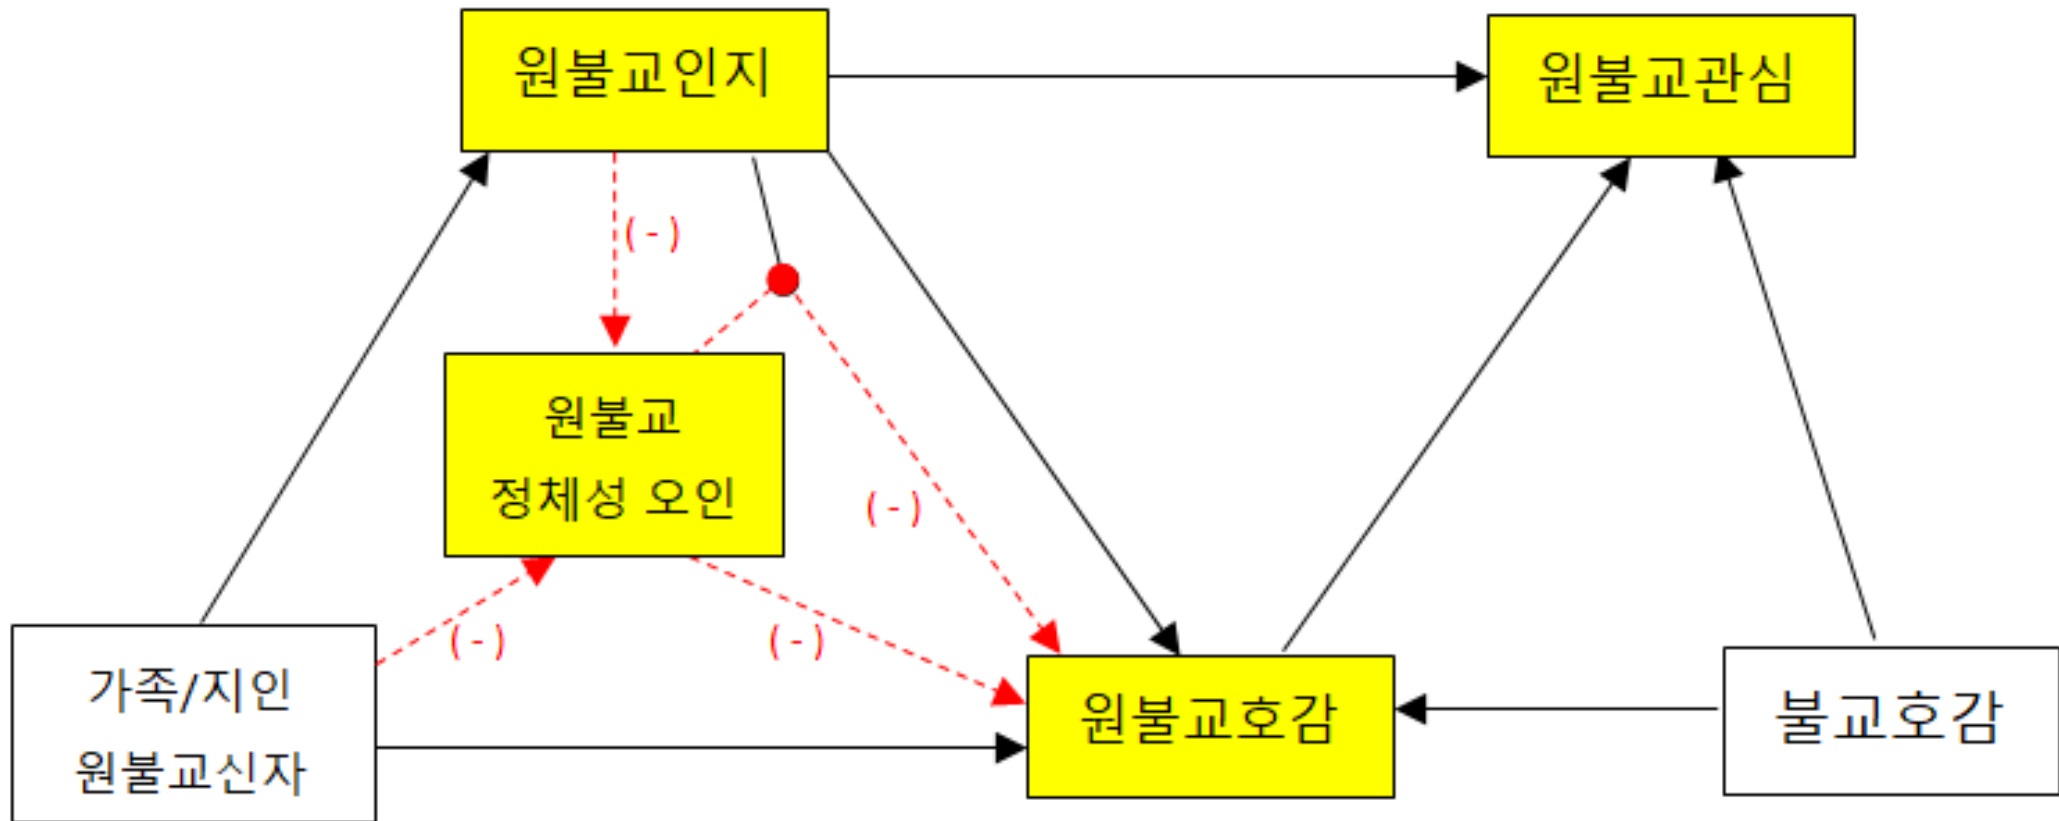 원불교인지
원불교관심
( - )
원불교
정체성 오인
( - )
( - )
( - )
가족/지인
원불교신자
원불교호감
불교호감